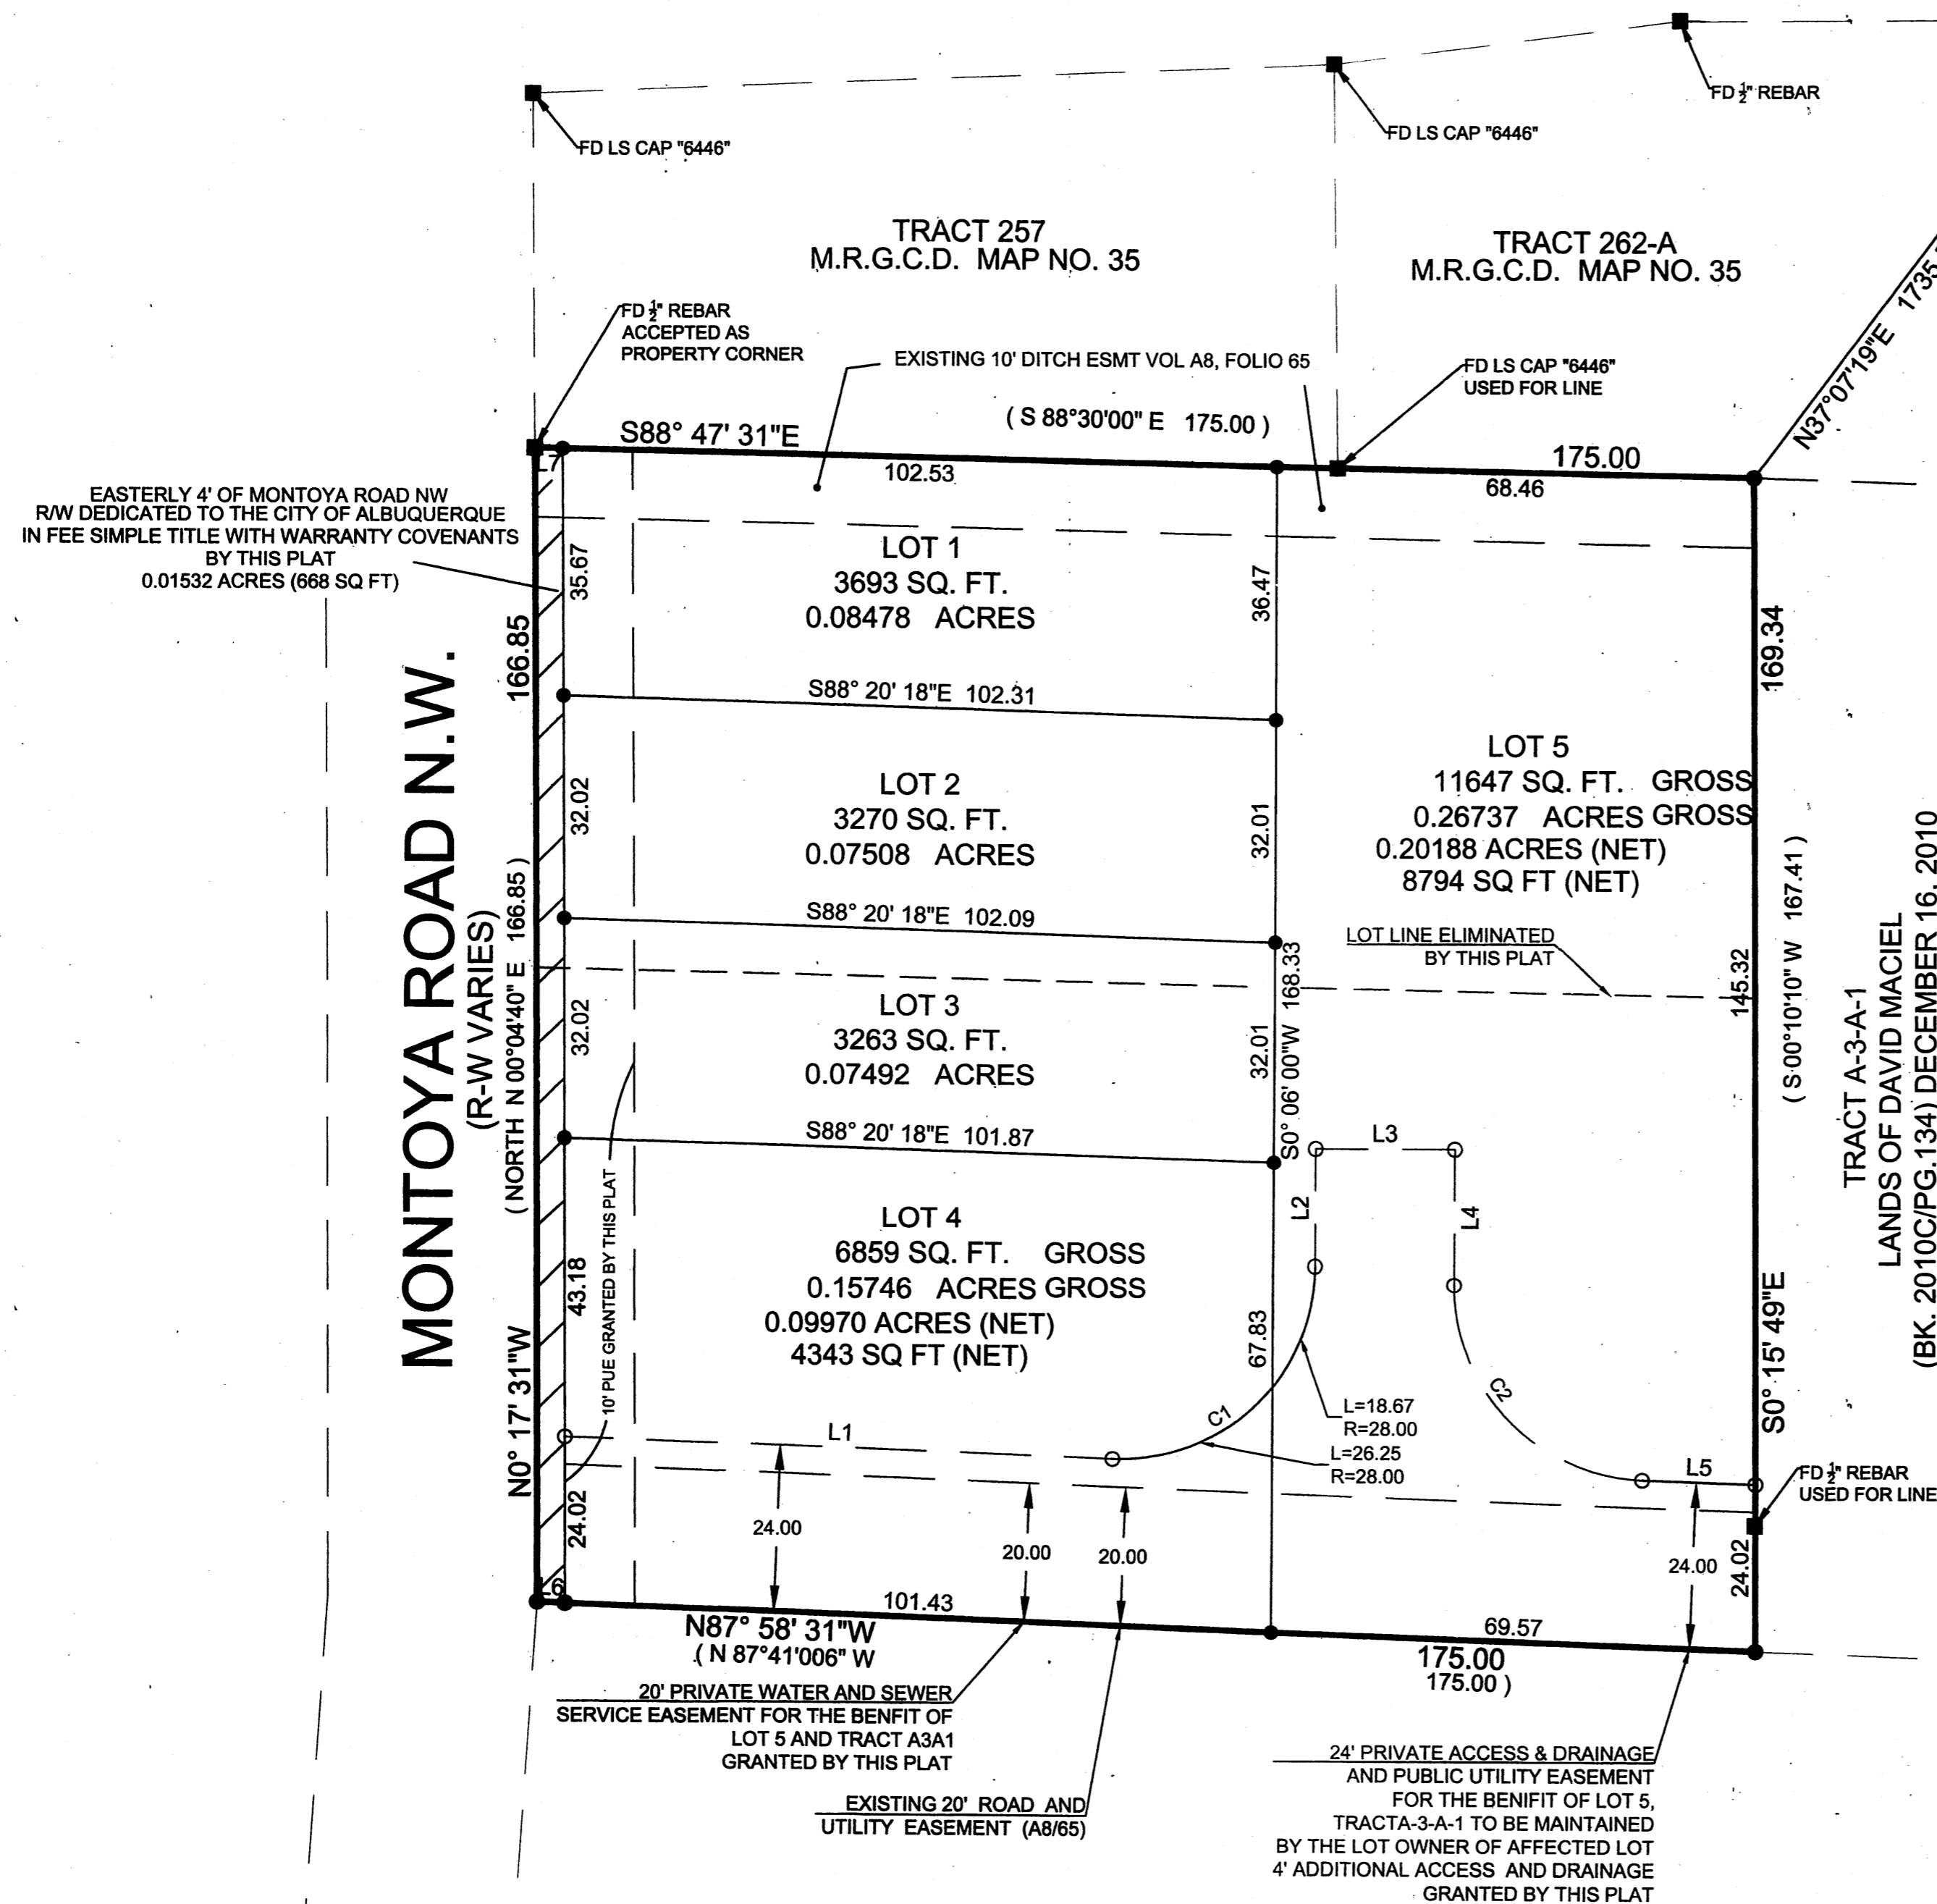 FD 1/2" REBAR
FD LS CAP "6446"
FD LS CAP "6446"
TRACT 257
M.R.G.C.D. MAP NO. 35
TRACT 262-A
M.R.G.C.D. MAP NO. 35
N37°07'19"E 1735.
FD 1/2" REBAR
ACCEPTED AS
PROPERTY CORNER
EXISTING 10' DITCH ESMT VOL A8, FOLIO 65
FD LS CAP "6446"
USED FOR LINE
( S 88°30'00" E 175.00 )
S88° 47' 31"E
175.00
102.53
68.46
L7
EASTERLY 4' OF MONTOYA ROAD NW
R/W DEDICATED TO THE CITY OF ALBUQUERQUE
IN FEE SIMPLE TITLE WITH WARRANTY COVENANTS
BY THIS PLAT
0.01532 ACRES (668 SQ FT)
35.67
LOT 1
3693 SQ. FT.
0.08478 ACRES
36.47
166.85
169.34
S88° 20' 18"E 102.31
MONTOYA ROAD N.W.
(R-W VARIES)
( NORTH N 00°04'40" E 166.85 )
N0° 17' 31"W
32.02
LOT 2
3270 SQ. FT.
0.07508 ACRES
32.01
LOT 5
11647 SQ. FT. GROSS
0.26737 ACRES GROSS
0.20188 ACRES (NET)
8794 SQ FT (NET)
S88° 20' 18"E 102.09
LOT LINE ELIMINATED
BY THIS PLAT
145.32
( S 00°10'10" W 167.41 )
TRACT A-3-A-1
LANDS OF DAVID MACIEL
(BK. 2010C/PG.134) DECEMBER 16, 2010
32.02
LOT 3
3263 SQ. FT.
0.07492 ACRES
32.01
S0° 06' 00"W 168.33
S88° 20' 18"E 101.87
L3
L2
L4
10' PUE GRANTED BY THIS PLAT
43.18
LOT 4
6859 SQ. FT. GROSS
0.15746 ACRES GROSS
0.09970 ACRES (NET)
4343 SQ FT (NET)
67.83
S0° 15' 49"E
C1
C2
L=18.67
R=28.00
L=26.25
R=28.00
L1
L5
FD 1/2" REBAR
USED FOR LINE
24.02
24.00
20.00
20.00
24.00
24.02
L6
101.43
69.57
N87° 58' 31"W
175.00
( N 87°41'006" W
175.00 )
20' PRIVATE WATER AND SEWER
SERVICE EASEMENT FOR THE BENFIT OF
LOT 5 AND TRACT A3A1
GRANTED BY THIS PLAT
EXISTING 20' ROAD AND
UTILITY EASEMENT (A8/65)
24' PRIVATE ACCESS & DRAINAGE
AND PUBLIC UTILITY EASEMENT
FOR THE BENIFIT OF LOT 5,
TRACTA-3-A-1 TO BE MAINTAINED
BY THE LOT OWNER OF AFFECTED LOT
4' ADDITIONAL ACCESS AND DRAINAGE
GRANTED BY THIS PLAT